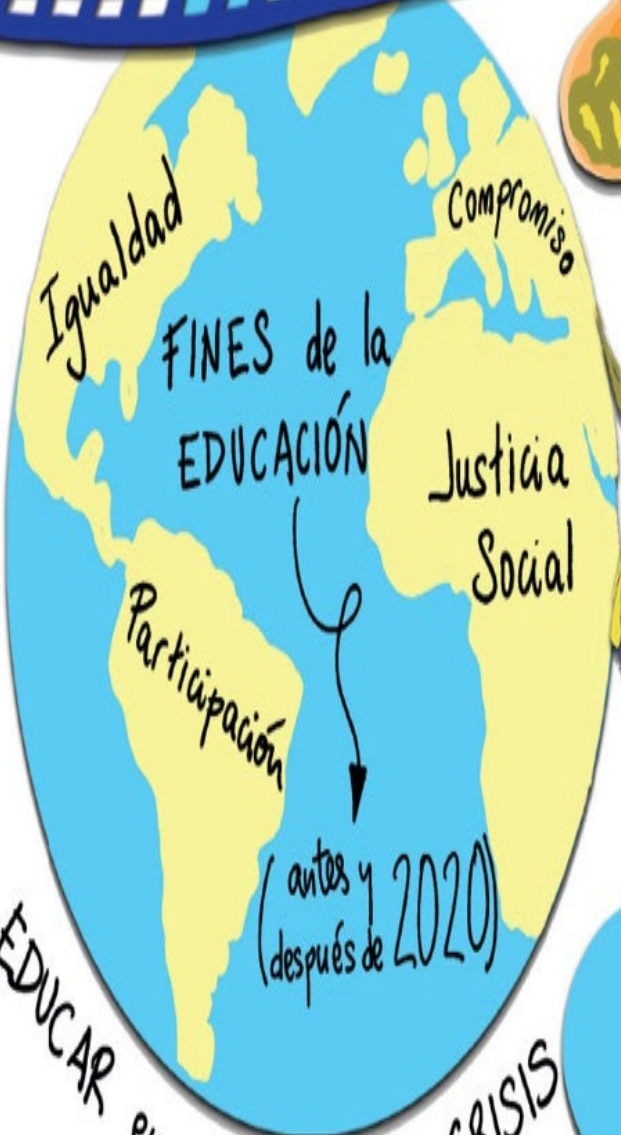 Igualdad
Compromiso
FINES de la
EDUCACIÓN
Justicia
Social
Participación
(antes y
después de 2020)
EDUCAR
CRISIS